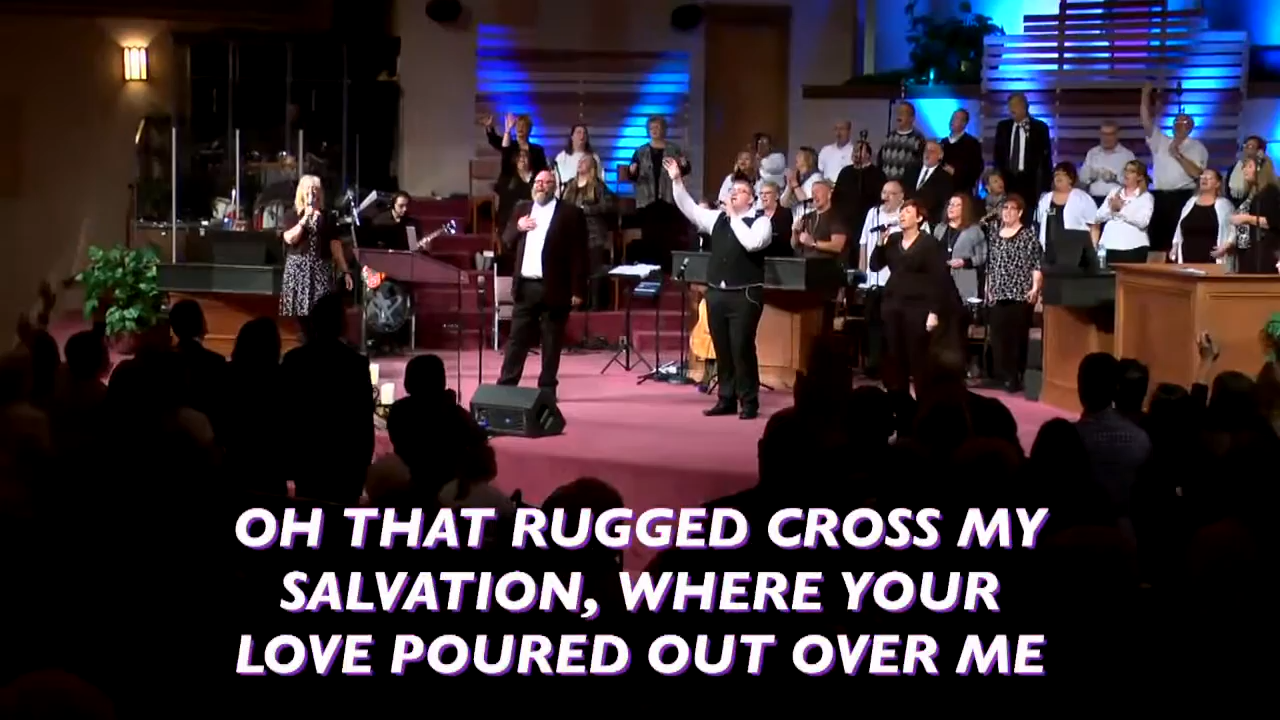 OH THAT RUGGED CROSS MY
SALVATION, WHERE YOUR
LOVE POURED OUT OVER ME